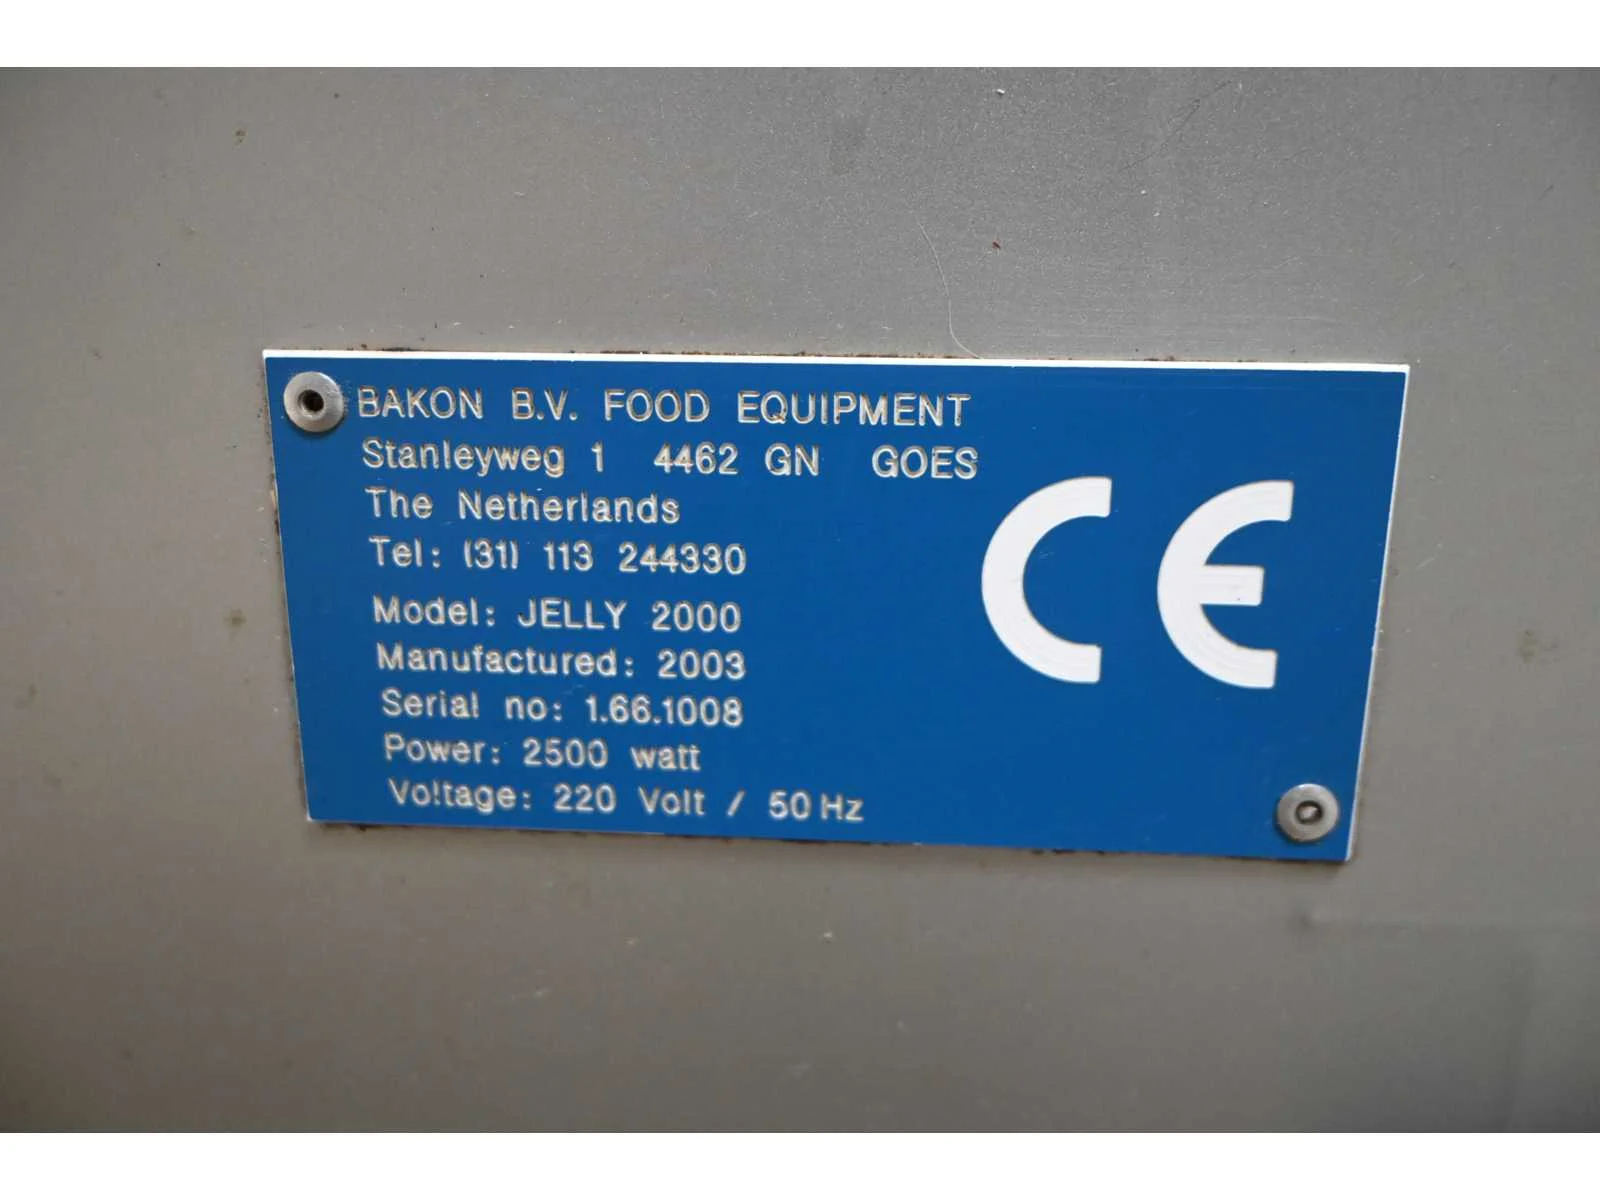 BAKON B.V. FOOD EQUIPMENT
Stanleyweg 1 4462 GN GOES
The Netherlands
Tel: (31) 113 244330
Model: JELLY 2000
Manufactured: 2003
Serial no: 1.66.1008
Power: 2500 watt
Voltage: 220 Volt / 50 Hz
CE